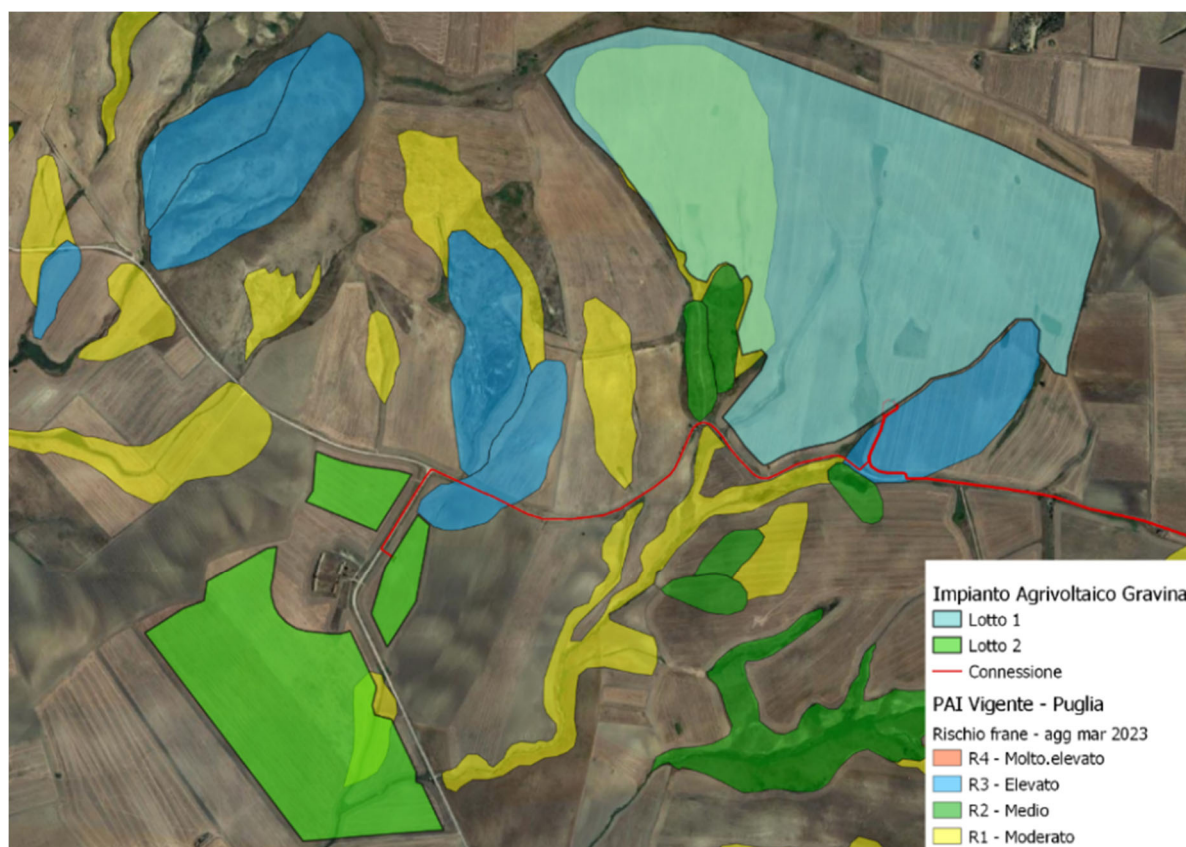 Impianto Agrivoltaico Gravina
Lotto 1
Lotto 2
Connessione
PAI Vigente - Puglia
Rischio frane - agg mar 2023
R4 - Molto.elevato
R3 - Elevato
R2 - Medio
R1 - Moderato